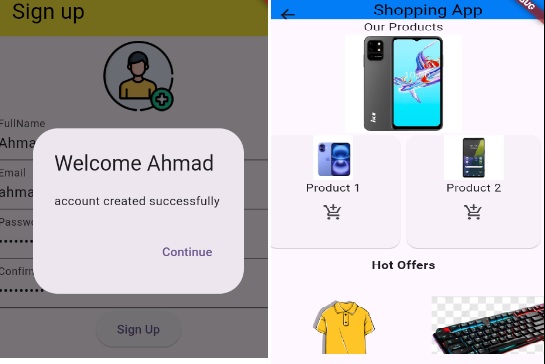 Sign up
FullName
Ahma
Email
ahma
Passwo
Confirm
Welcome Ahmad
account created successfully
Continue
Sign Up
Shopping App
Our Products
Product 1
Product 2
Hot Offers